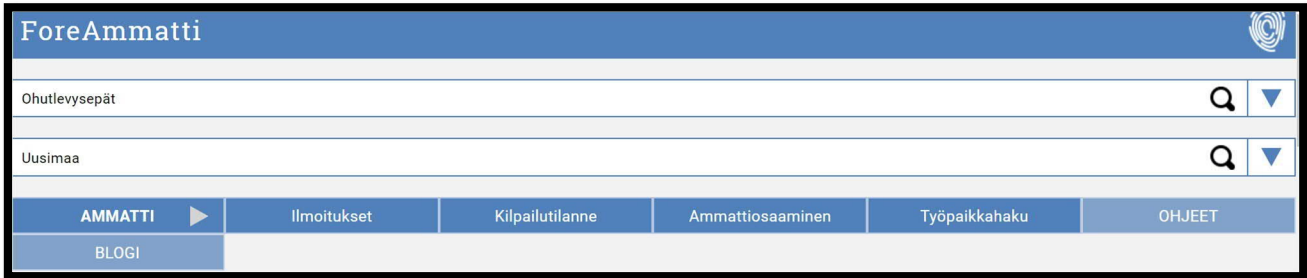 ForeAmmatti
Ohutlevysepät
Uusimaa
AMMATTI Ilmoitukset Kilpailutilanne Ammattiosaaminen Työpaikkahaku OHJEET
BLOGI